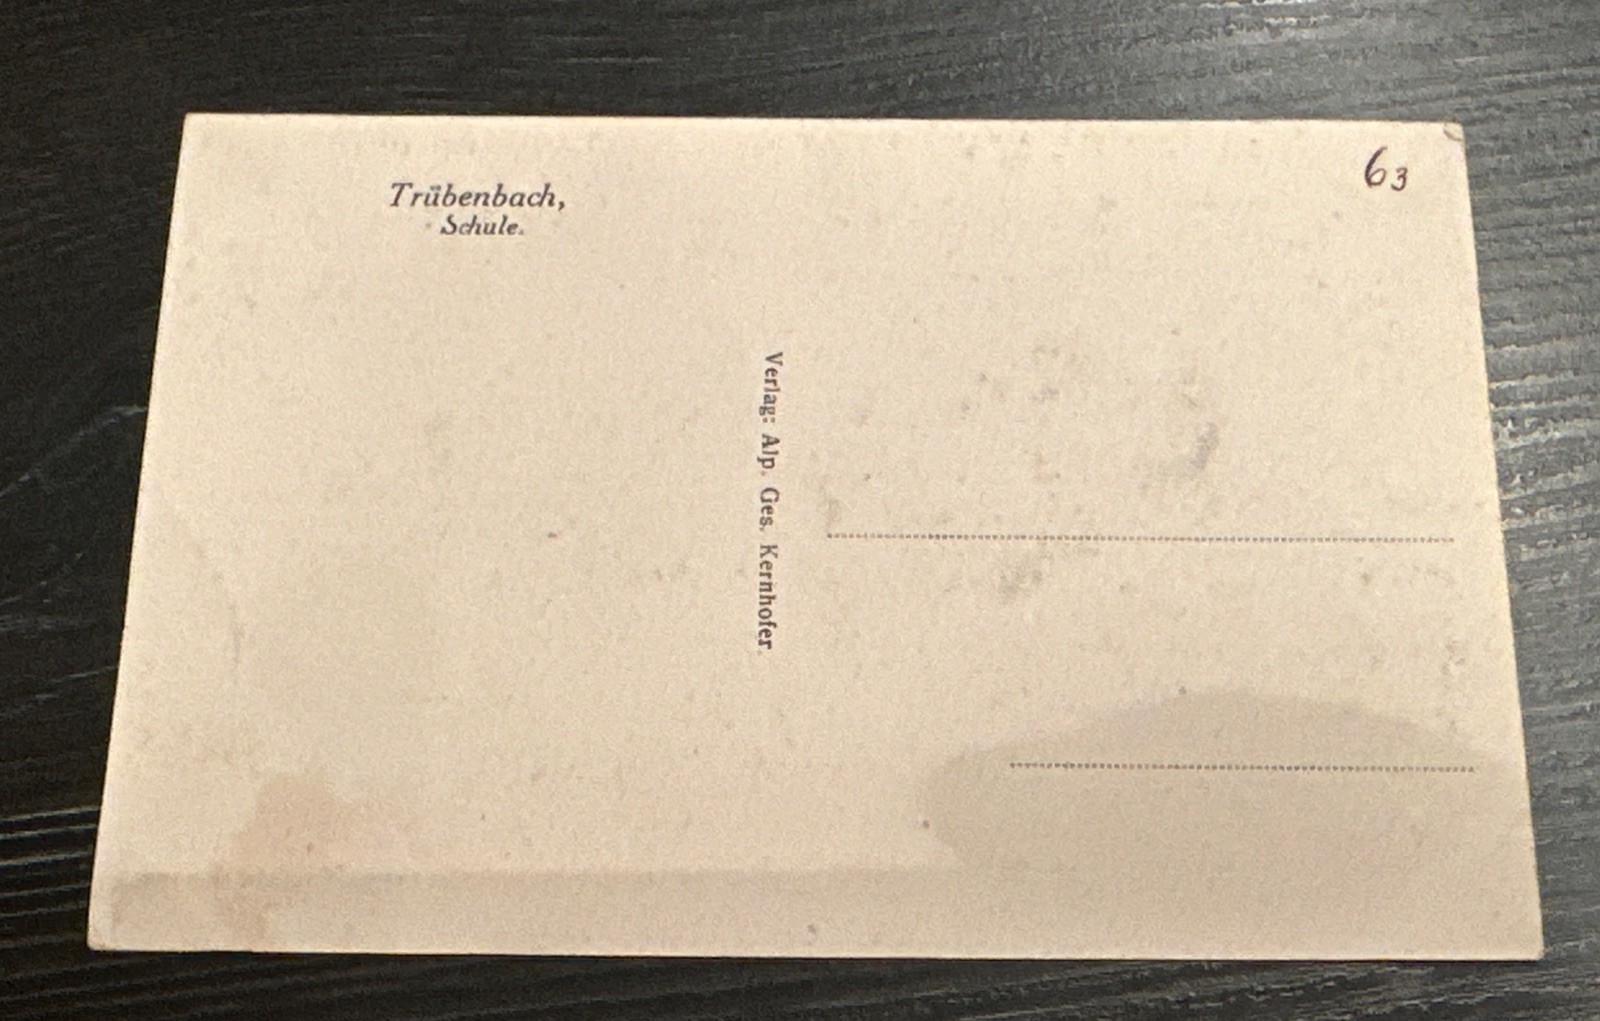 Trübenbach,
Schule.
63
Verlag: Alp. Ges. Kernhofer.